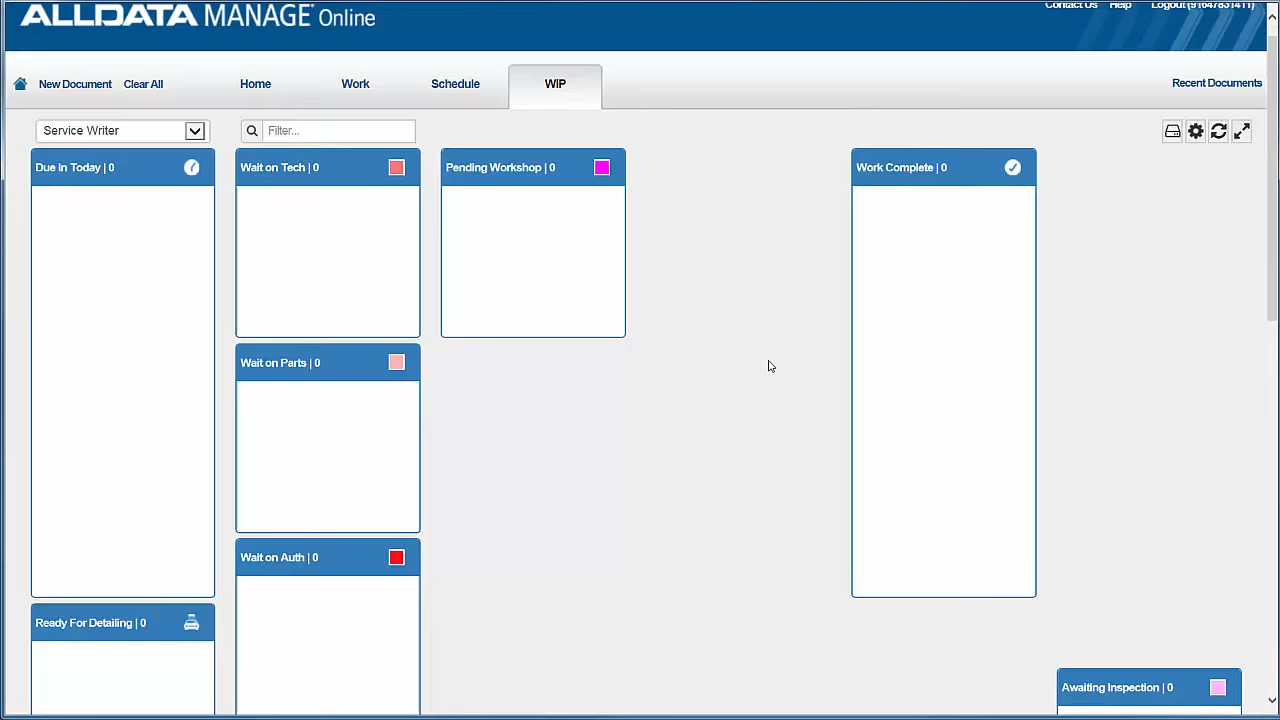 ALLDATA MANAGE Online
Contact Us Help Logout (91647831411)
New Document Clear All Home Work Schedule WIP Recent Documents
Service Writer Filter...
Due In Today | 0
Wait on Tech | 0
Pending Workshop | 0
Work Complete | 0
Wait on Parts | 0
Wait on Auth | 0
Ready For Detailing | 0
Awaiting Inspection | 0